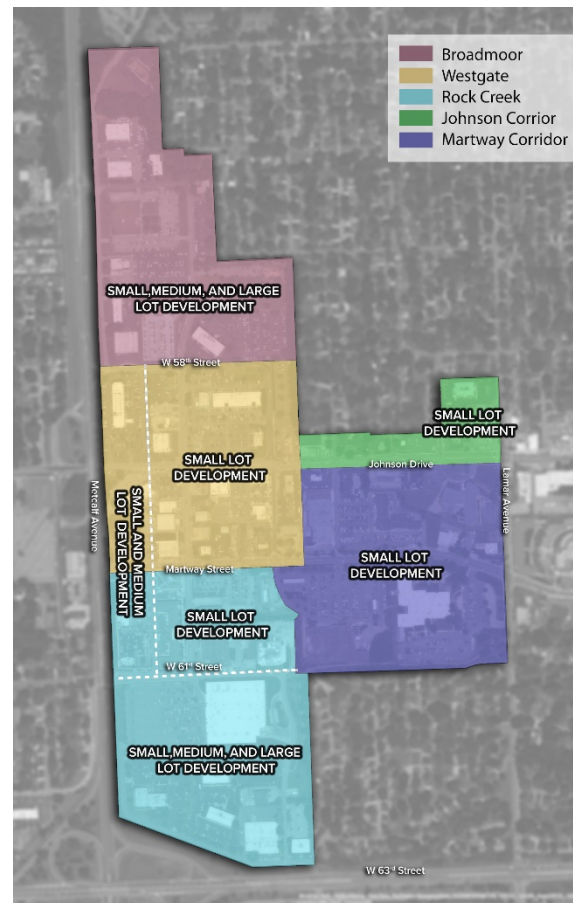 Broadmoor
Westgate
Rock Creek
Johnson Corrior
Martway Corridor
SMALL,MEDIUM, AND LARGE
LOT DEVELOPMENT
W 58th Street
SMALL LOT
DEVELOPMENT
SMALL LOT
DEVELOPMENT
Johnson Drive
Lamar Avenue
Metcalf Avenue
SMALL AND MEDIUM
LOT DEVELOPMENT
SMALL LOT
DEVELOPMENT
Martway Street
SMALL LOT
DEVELOPMENT
W 61st Street
SMALL,MEDIUM, AND LARGE
LOT DEVELOPMENT
W 63rd Street